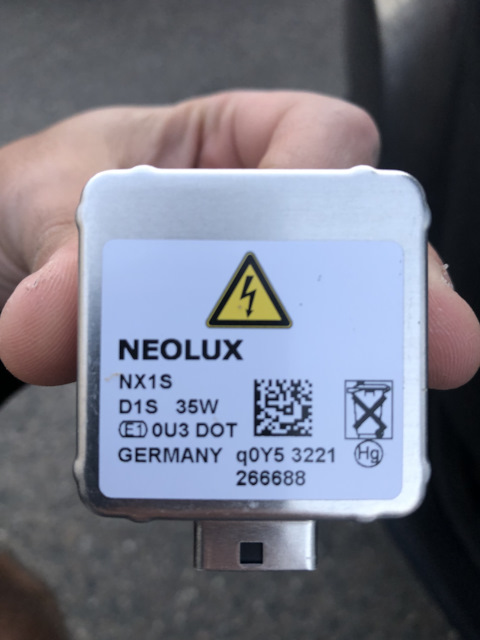 NEOLUX
NX1S
D1S 35W
E1 0U3 DOT
GERMANY q0Y5 3221
266688
Hg